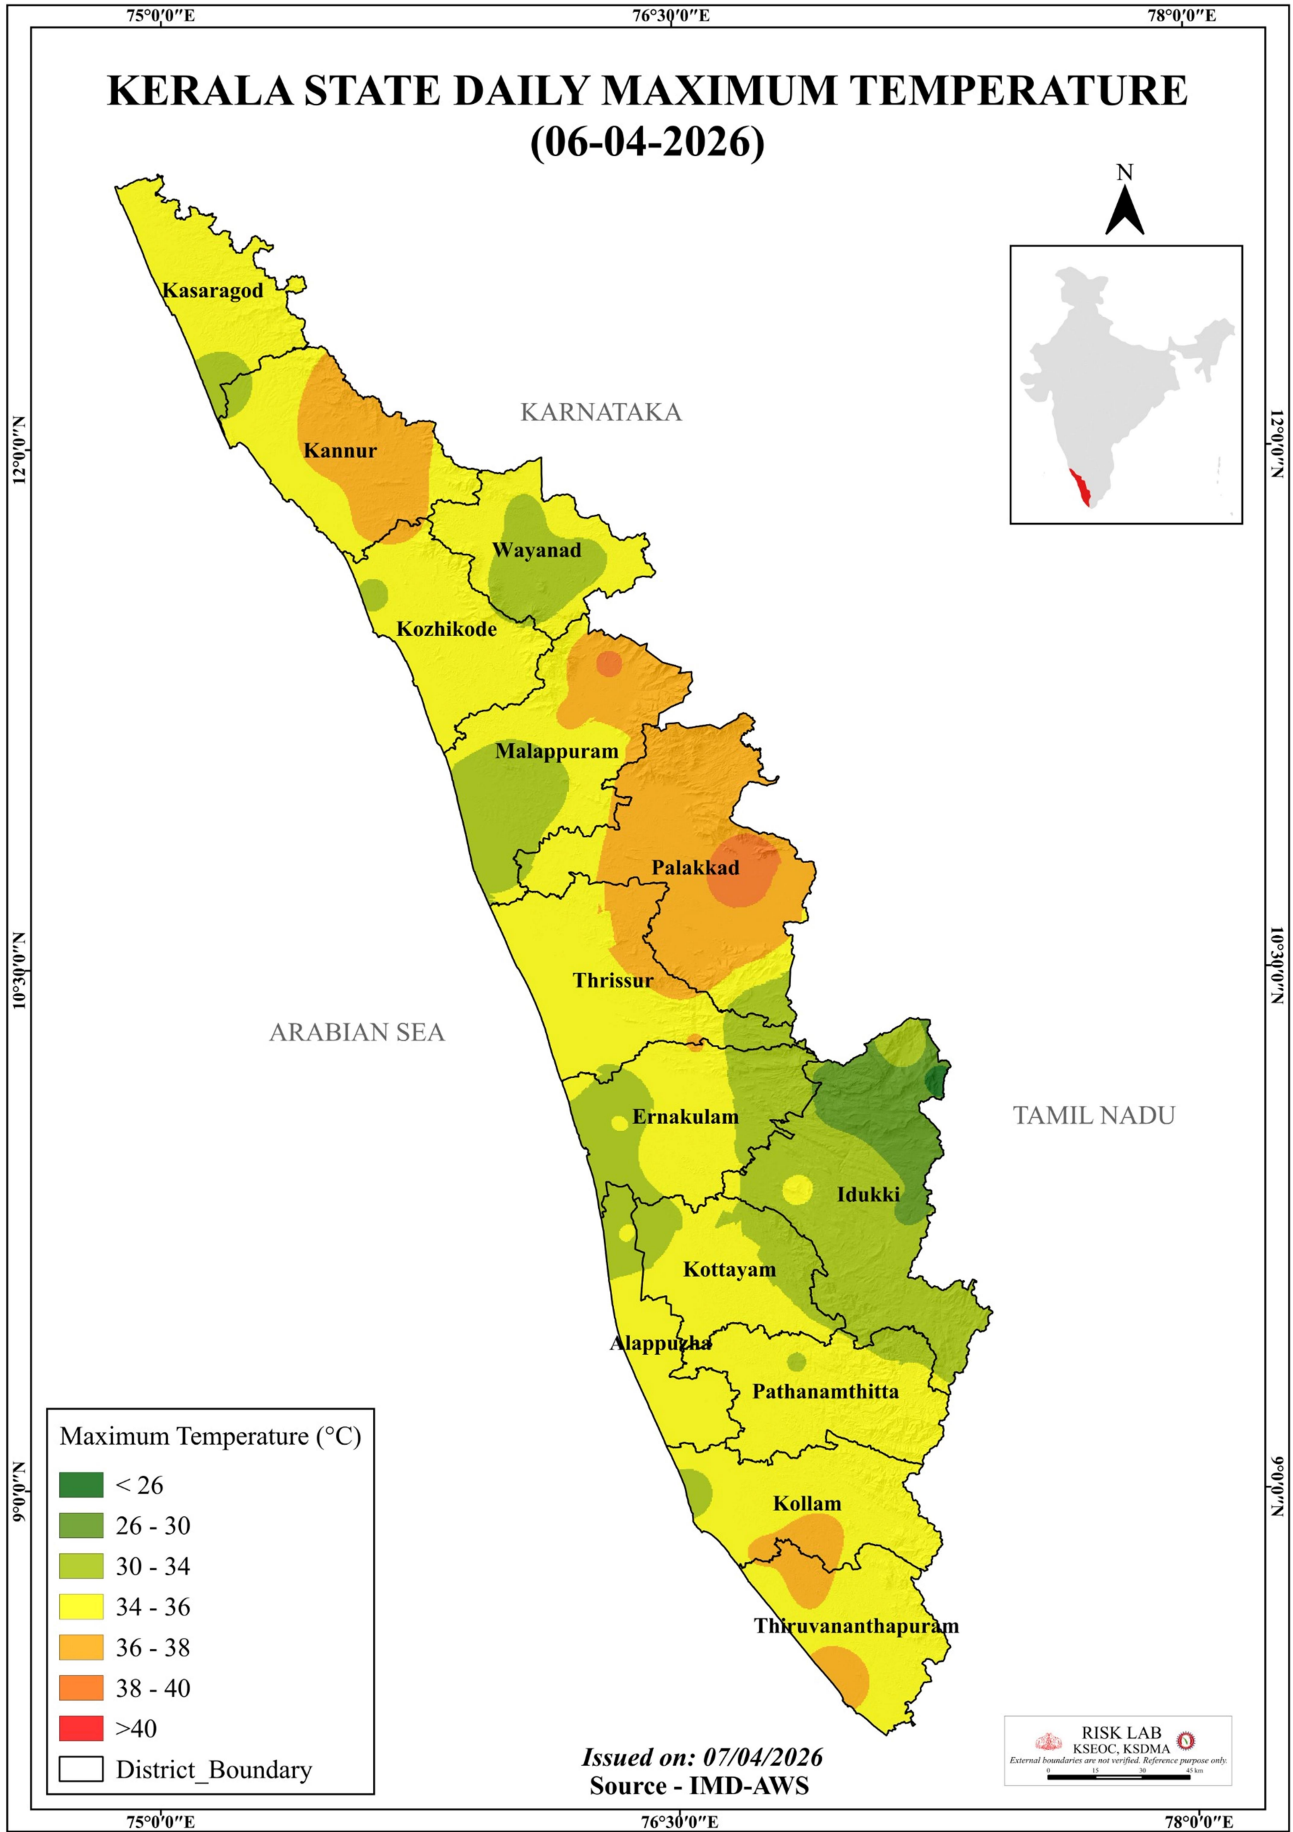 75°0'0"E 76°30'0"E 78°0'0"E
KERALA STATE DAILY MAXIMUM TEMPERATURE
(06-04-2026)
N
Kasaragod
KARNATAKA
12°0'0"N
12°0'0"N
Kannur
Wayanad
Kozhikode
Malappuram
Palakkad
10°30'0"N
10°30'0"N
Thrissur
ARABIAN SEA
Ernakulam
TAMIL NADU
Idukki
Kottayam
Alappuzha
Pathanamthitta
Kollam
9°0'0"N
9°0'0"N
Thiruvananthapuram
Maximum Temperature (°C)
< 26
26 - 30
30 - 34
34 - 36
36 - 38
38 - 40
>40
District_Boundary
Issued on: 07/04/2026
Source - IMD-AWS
RISK LAB
KSEOC, KSDMA
External boundaries are not verified. Reference purpose only.
0 15 30 45 km
75°0'0"E 76°30'0"E 78°0'0"E